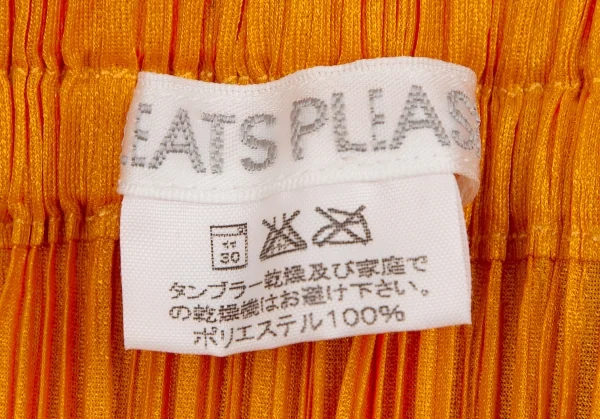 EATS PLEAS
30
タンブラー乾燥及び家庭で
の乾燥機はお避け下さい。
ポリエステル100%